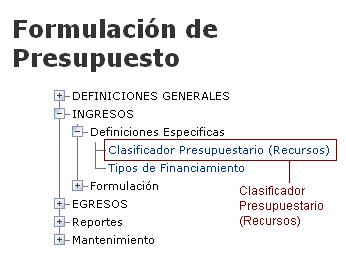 Formulación de
Presupuesto
DEFINICIONES GENERALES
INGRESOS
Definiciones Especificas
Clasificador Presupuestario (Recursos)
Tipos de Financiamiento
Formulación
EGRESOS
Reportes
Mantenimiento
Clasificador
Presupuestario
(Recursos)